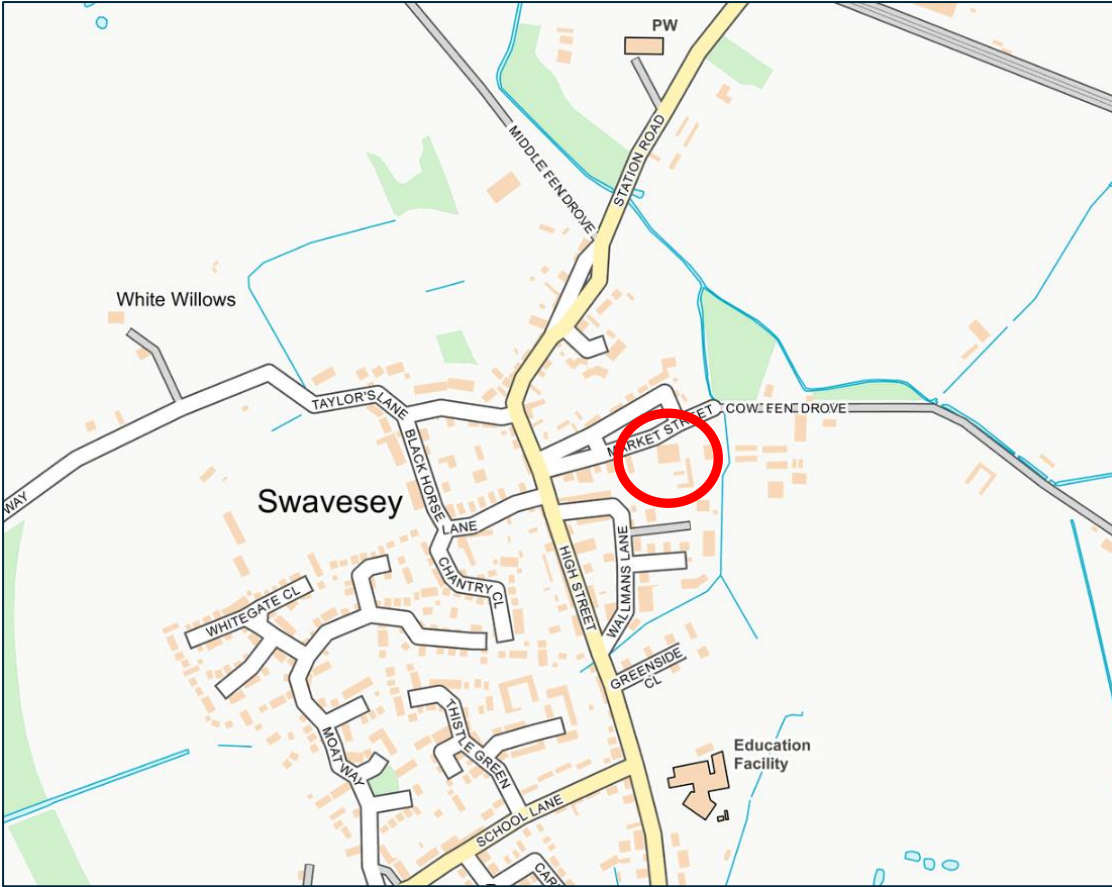 PW
STATION ROAD
MIDDLE FEN DROVE
White Willows
TAYLOR'S LANE
BLACK HORSE
LANE
MARKET STREET
COW FEN DROVE
WAY
Swavesey
CHANTRY CL
HIGH STREET
WALLMANS LANE
WHITEGATE CL
GREENSIDE
CL
THISTLE GREEN
MOAT WAY
Education
Facility
SCHOOL LANE